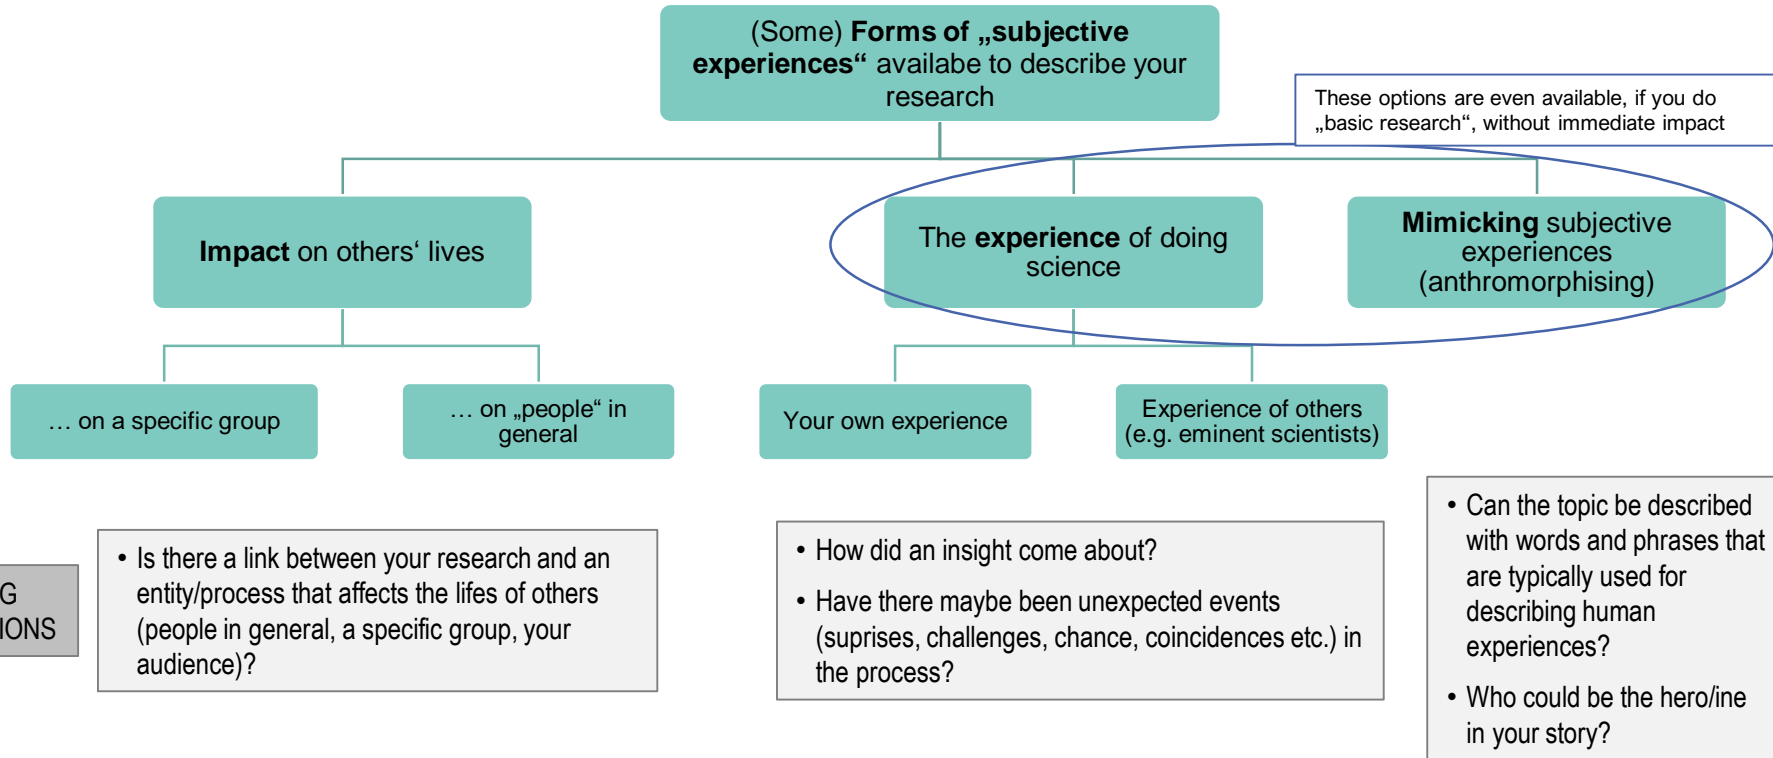 (Some) Forms of „subjective
experiences“ availabe to describe your
research
These options are even available, if you do
„basic research“, without immediate impact
Impact on others‘ lives
The experience of doing
science
Mimicking subjective
experiences
(anthromorphising)
… on a specific group
… on „people“ in
general
Your own experience
Experience of others
(e.g. eminent scientists)
G
IONS
• Is there a link between your research and an
entity/process that affects the lifes of others
(people in general, a specific group, your
audience)?
• How did an insight come about?
• Have there maybe been unexpected events
(suprises, challenges, chance, coincidences etc.) in
the process?
• Can the topic be described
with words and phrases that
are typically used for
describing human
experiences?
• Who could be the hero/ine
in your story?